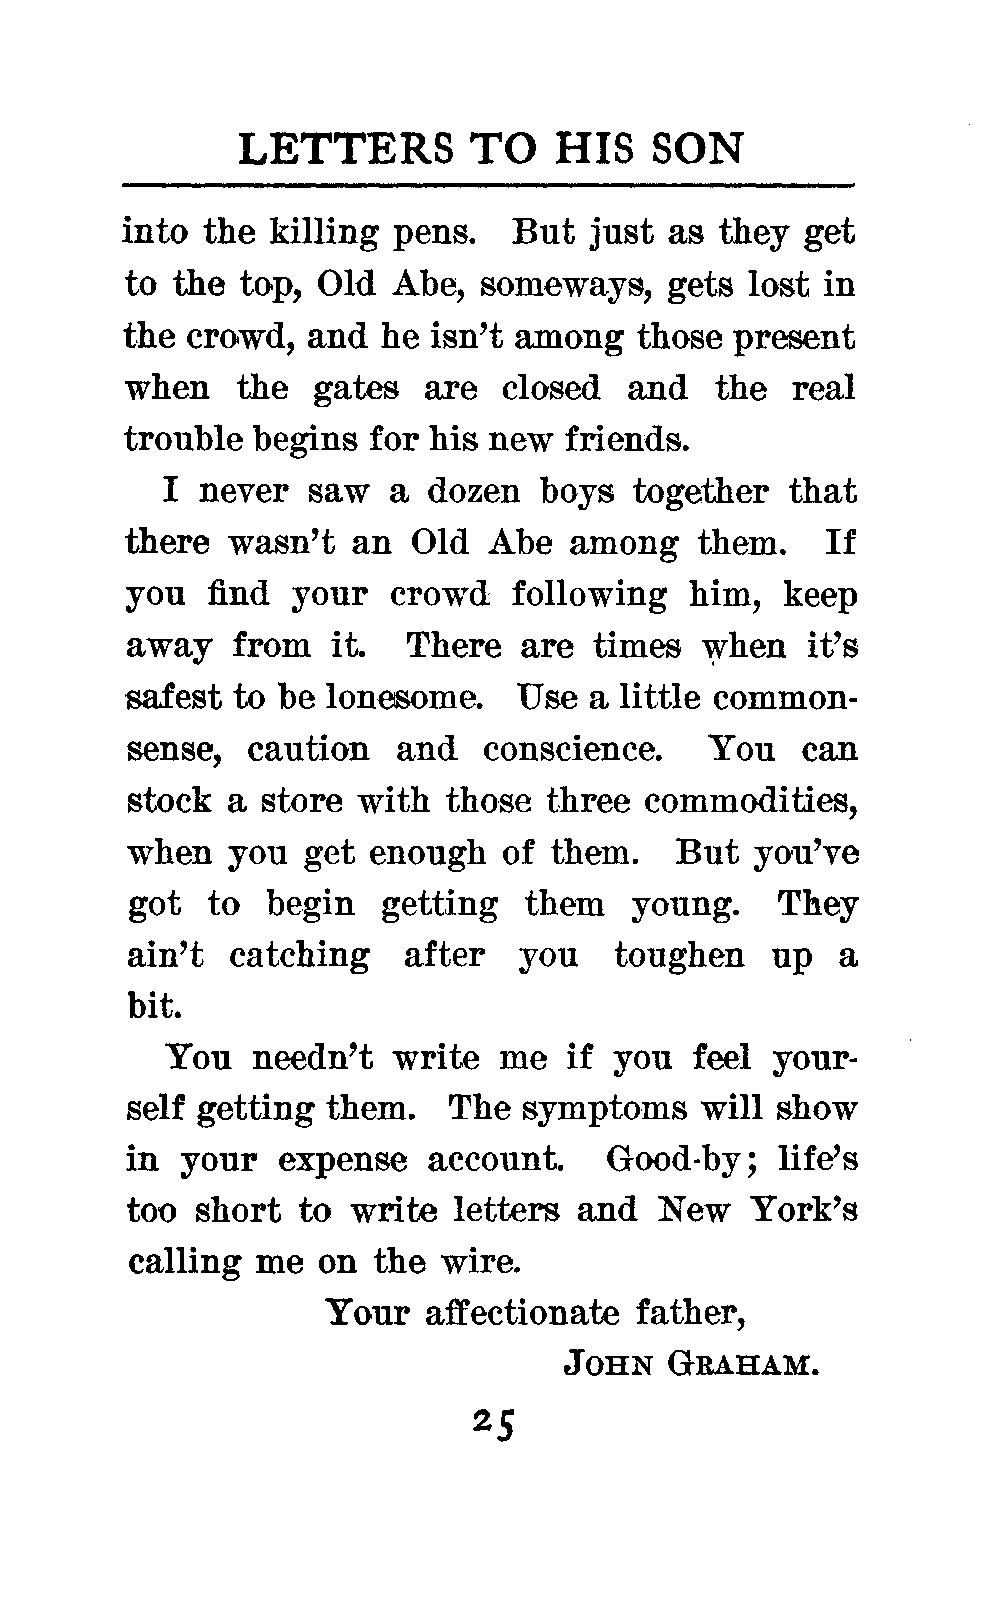 LETTERS TO HIS SON
into the killing pens. But just as they get
to the top, Old Abe, someways, gets lost in
the crowd, and he isn't among those present
when the gates are closed and the real
trouble begins for his new friends.
I never saw a dozen boys together that
there wasn't an Old Abe among them. If
you find your crowd following him, keep
away from it. There are times when it's
safest to be lonesome. Use a little common-
sense, caution and conscience. You can
stock a store with those three commodities,
when you get enough of them. But you've
got to begin getting them young. They
ain't catching after you toughen up a
bit.
You needn't write me if you feel your-
self getting them. The symptoms will show
in your expense account. Good-by; life's
too short to write letters and New York's
calling me on the wire.
Your affectionate father,
JOHN GRAHAM.
25